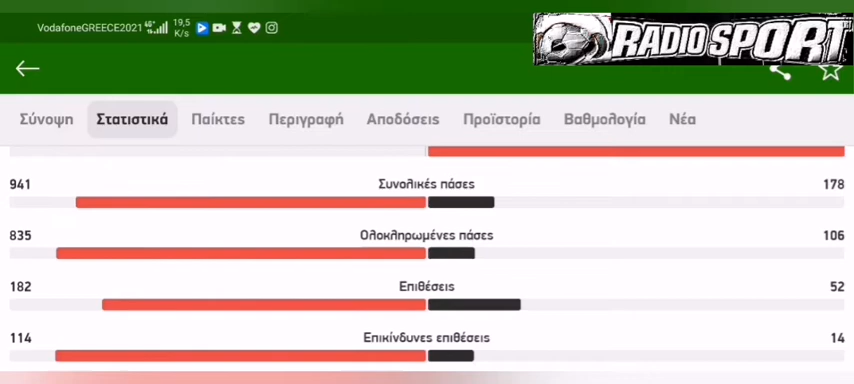 VodafoneGREECE2021 4G+ 19,5 K/s
RADIO SPORT
Σύνοψη Στατιστικά Παίκτες Περιγραφή Αποδόσεις Προϊστορία Βαθμολογία Νέα
941 Συνολικές πάσες 178
835 Ολοκληρωμένες πάσες 106
182 Επιθέσεις 52
114 Επικίνδυνες επιθέσεις 14